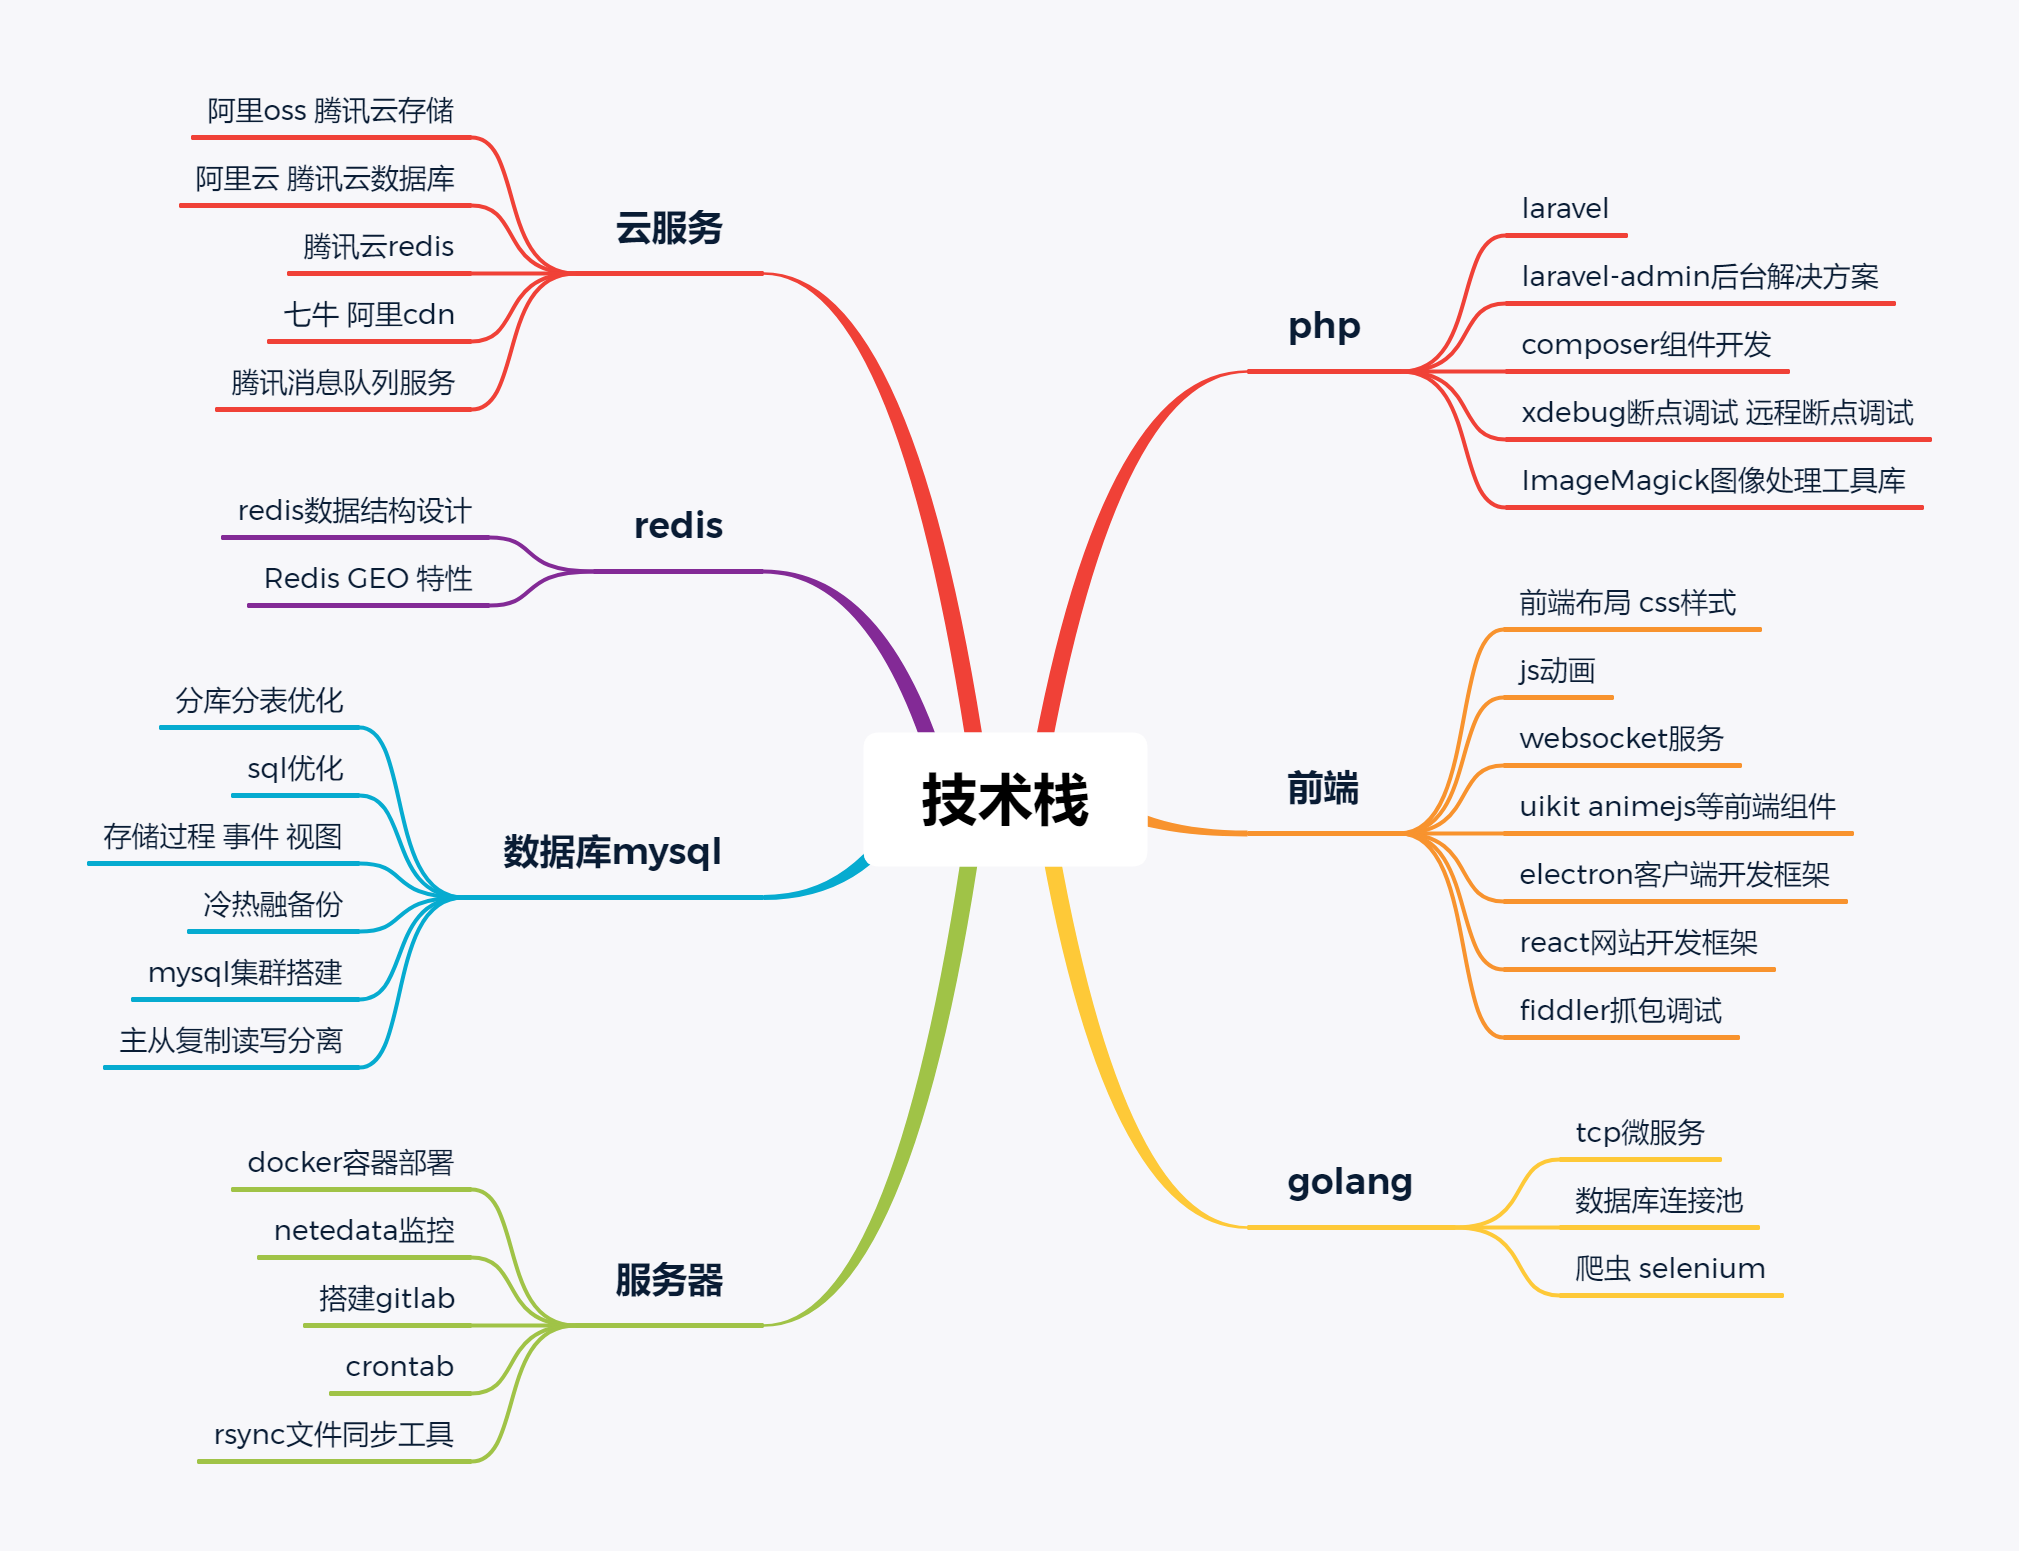 技术栈
php
laravel
laravel-admin后台解决方案
composer组件开发
xdebug断点调试 远程断点调试
ImageMagick图像处理工具库
前端
前端布局 css样式
js动画
websocket服务
uikit animejs等前端组件
electron客户端开发框架
react网站开发框架
fiddler抓包调试
golang
tcp微服务
数据库连接池
爬虫 selenium
云服务
阿里oss 腾讯云存储
阿里云 腾讯云数据库
腾讯云redis
七牛 阿里cdn
腾讯消息队列服务
redis
redis数据结构设计
Redis GEO 特性
数据库mysql
分库分表优化
sql优化
存储过程 事件 视图
冷热融备份
mysql集群搭建
主从复制读写分离
服务器
docker容器部署
netedata监控
搭建gitlab
crontab
rsync文件同步工具